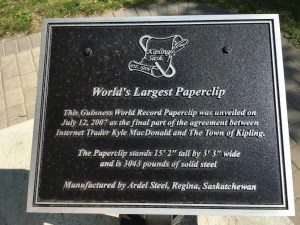 Kipling
Sask.
est. 1909
World's Largest Paperclip
This Guinness World Record Paperclip was unveiled on
July 12, 2007 as the final part of the agreement between
Internet Trader Kyle MacDonald and The Town of Kipling.
The Paperclip stands 15' 2" tall by 3' 3" wide
and is 3043 pounds of solid steel
Manufactured by Ardel Steel, Regina, Saskatchewan